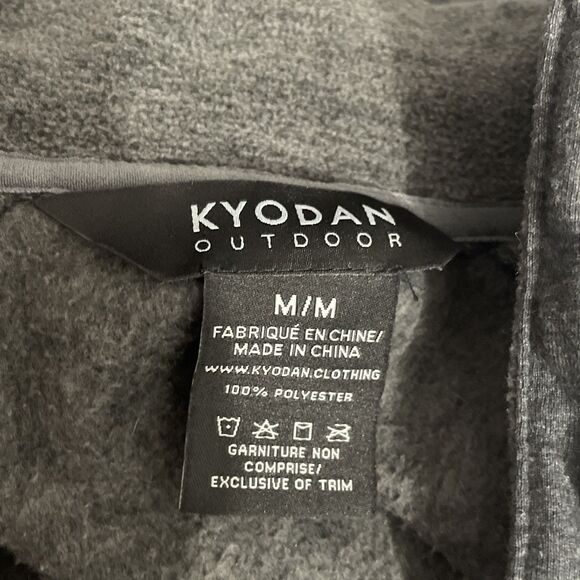 KYODAN
OUTDOOR
M/M
FABRIQUÉ EN CHINE/
MADE IN CHINA
WWW.KYODAN.CLOTHING
100% POLYESTER
GARNITURE NON
COMPRISE/
EXCLUSIVE OF TRIM